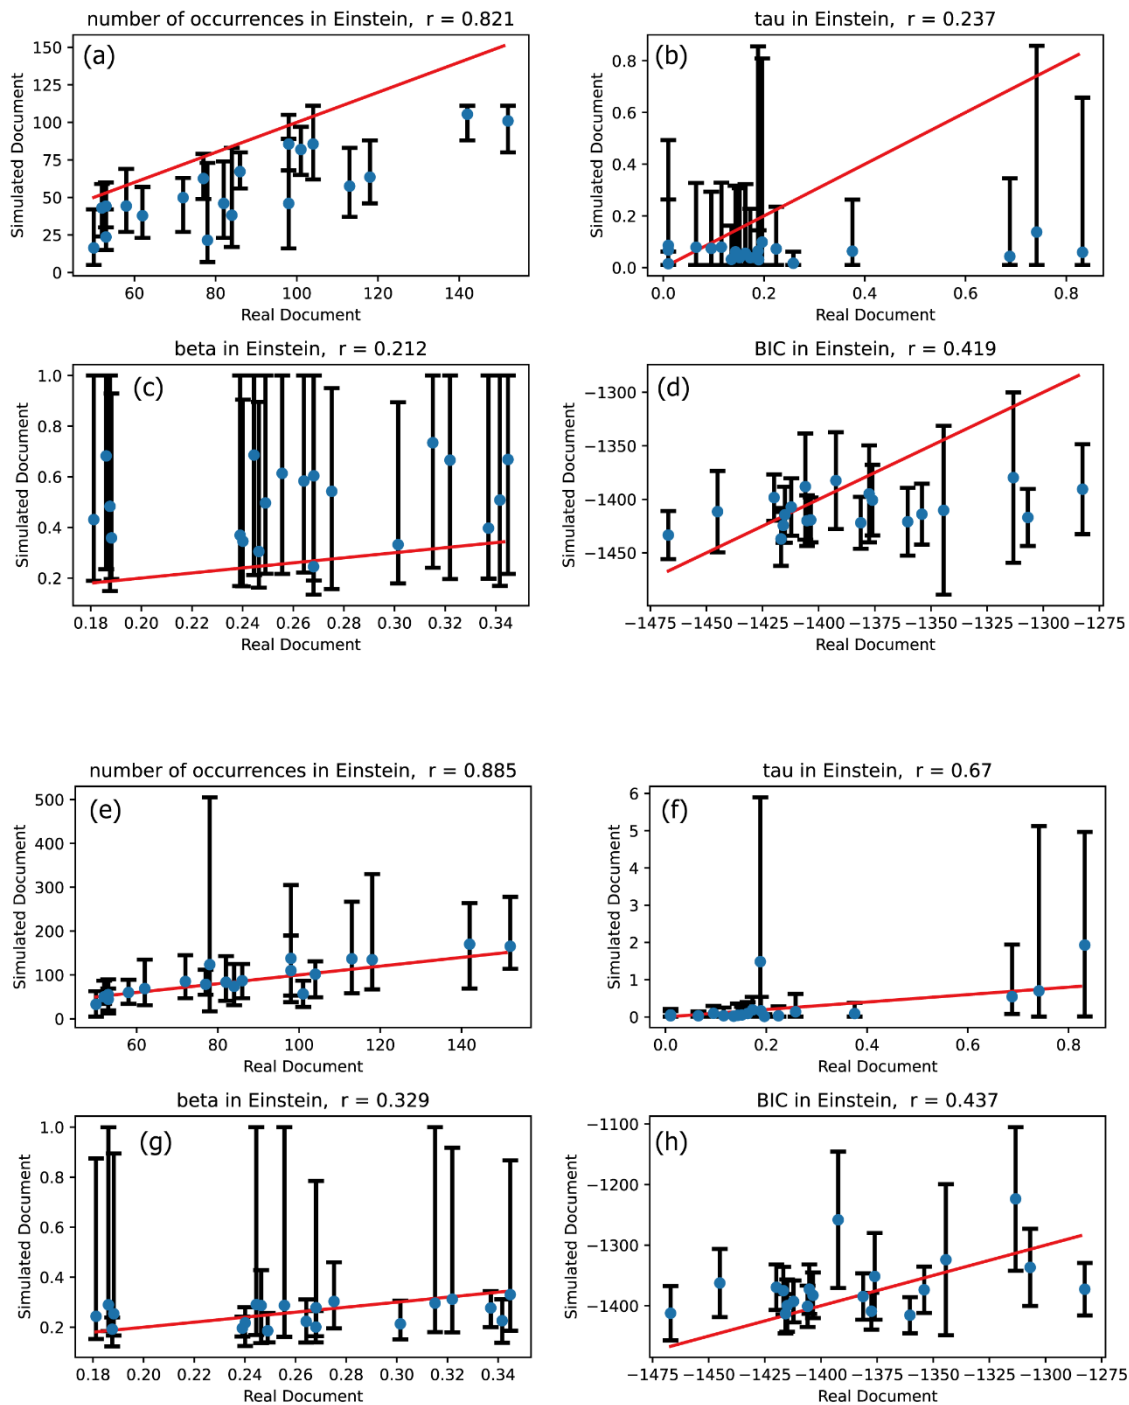 number of occurrences in Einstein, r = 0.821
(a)
150
125
100
75
50
25
0
60 80 100 120 140
Simulated Document
Real Document
tau in Einstein, r = 0.237
(b)
0.8
0.6
0.4
0.2
0.0
0.0 0.2 0.4 0.6 0.8
Simulated Document
Real Document
beta in Einstein, r = 0.212
(c)
1.0
0.8
0.6
0.4
0.2
0.18 0.20 0.22 0.24 0.26 0.28 0.30 0.32 0.34
Simulated Document
Real Document
BIC in Einstein, r = 0.419
(d)
−1300
−1350
−1400
−1450
−1475 −1450 −1425 −1400 −1375 −1350 −1325 −1300 −1275
Simulated Document
Real Document
number of occurrences in Einstein, r = 0.885
(e)
500
400
300
200
100
0
60 80 100 120 140
Simulated Document
Real Document
tau in Einstein, r = 0.67
(f)
6
5
4
3
2
1
0
0.0 0.2 0.4 0.6 0.8
Simulated Document
Real Document
beta in Einstein, r = 0.329
(g)
1.0
0.8
0.6
0.4
0.2
0.18 0.20 0.22 0.24 0.26 0.28 0.30 0.32 0.34
Simulated Document
Real Document
BIC in Einstein, r = 0.437
(h)
−1100
−1200
−1300
−1400
−1475 −1450 −1425 −1400 −1375 −1350 −1325 −1300 −1275
Simulated Document
Real Document